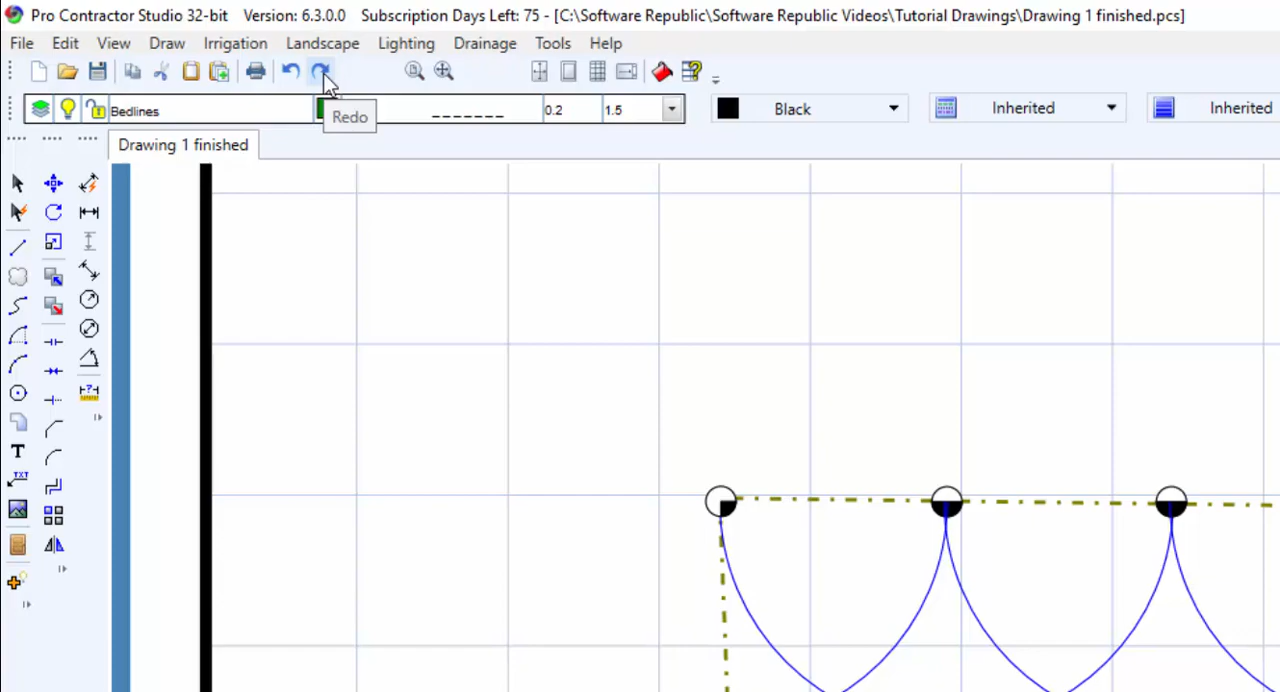 Pro Contractor Studio 32-bit Version: 6.3.0.0 Subscription Days Left: 75 - [C:\Software Republic\Software Republic Videos\Tutorial Drawings\Drawing 1 finished.pcs]
File Edit View Draw Irrigation Landscape Lighting Drainage Tools Help
Bedlines 0.2 1.5 Black Inherited Inherited
Redo
Drawing 1 finished
T
TXT